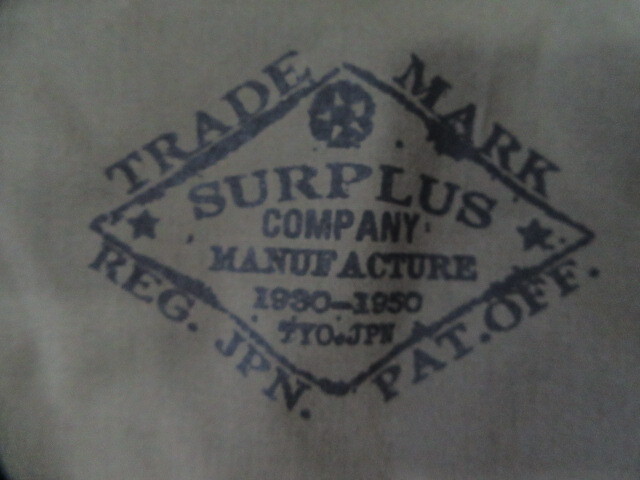 TRADE MARK
SURPLUS
COMPANY
MANUFACTURE
1930-1950
TYO.JPN
REG. JPN. PAT.OFF.